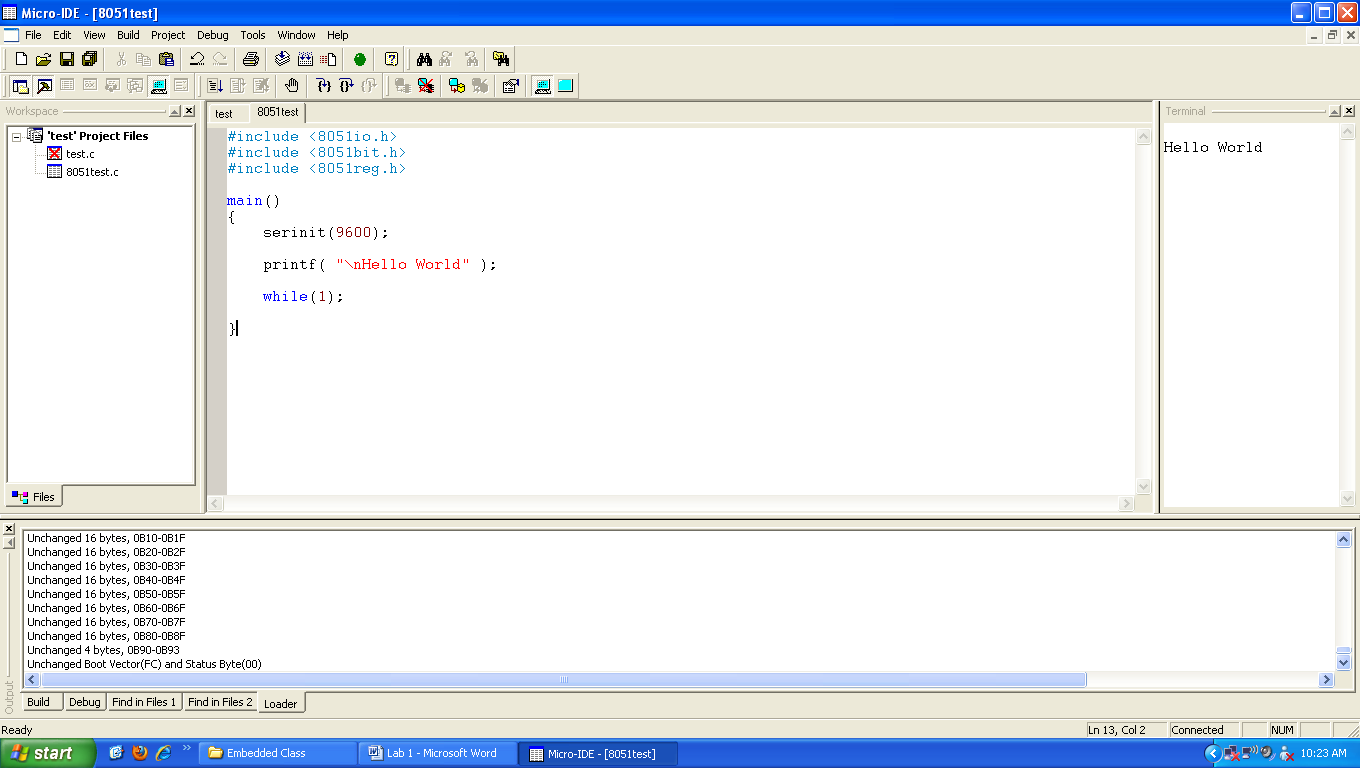 Micro-IDE - [8051test]
File Edit View Build Project Debug Tools Window Help
Workspace
'test' Project Files
test.c
8051test.c
Files
test 8051test
#include <8051io.h>
#include <8051bit.h>
#include <8051reg.h>
main()
{
serinit(9600);
printf( "\nHello World" );
while(1);
}
Terminal
Hello World
Unchanged 16 bytes, 0B10-0B1F
Unchanged 16 bytes, 0B20-0B2F
Unchanged 16 bytes, 0B30-0B3F
Unchanged 16 bytes, 0B40-0B4F
Unchanged 16 bytes, 0B50-0B5F
Unchanged 16 bytes, 0B60-0B6F
Unchanged 16 bytes, 0B70-0B7F
Unchanged 16 bytes, 0B80-0B8F
Unchanged 4 bytes, 0B90-0B93
Unchanged Boot Vector(FC) and Status Byte(00)
Output
Build Debug Find in Files 1 Find in Files 2 Loader
Ready Ln 13, Col 2 Connected NUM
start Embedded Class Lab 1 - Microsoft Word Micro-IDE - [8051test] 10:23 AM